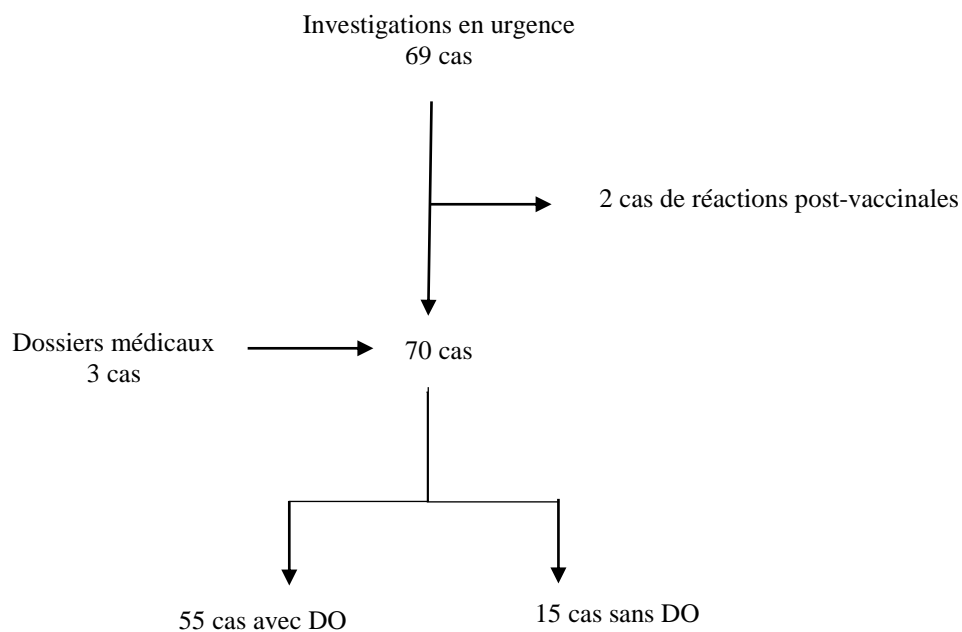 Investigations en urgence
69 cas
2 cas de réactions post-vaccinales
Dossiers médicaux
3 cas
70 cas
55 cas avec DO
15 cas sans DO